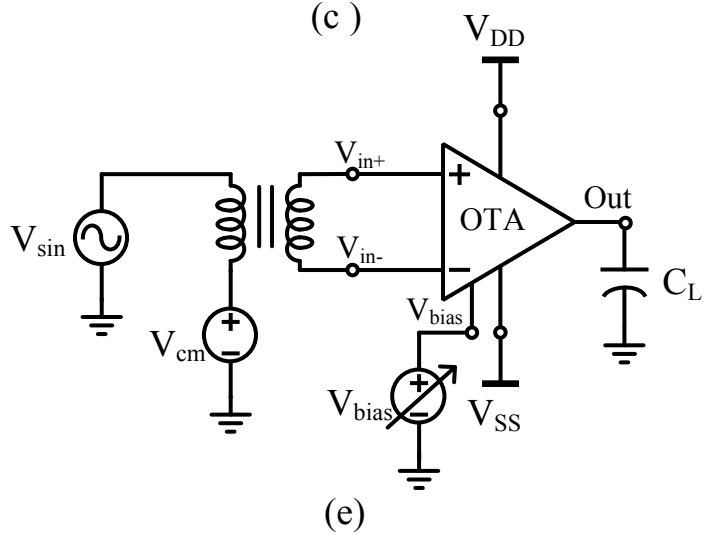 (c )
V_DD
V_in+
+
OTA
Out
V_sin
V_in-
−
C_L
V_bias
V_cm
+
−
V_bias
+
−
V_SS
(e)